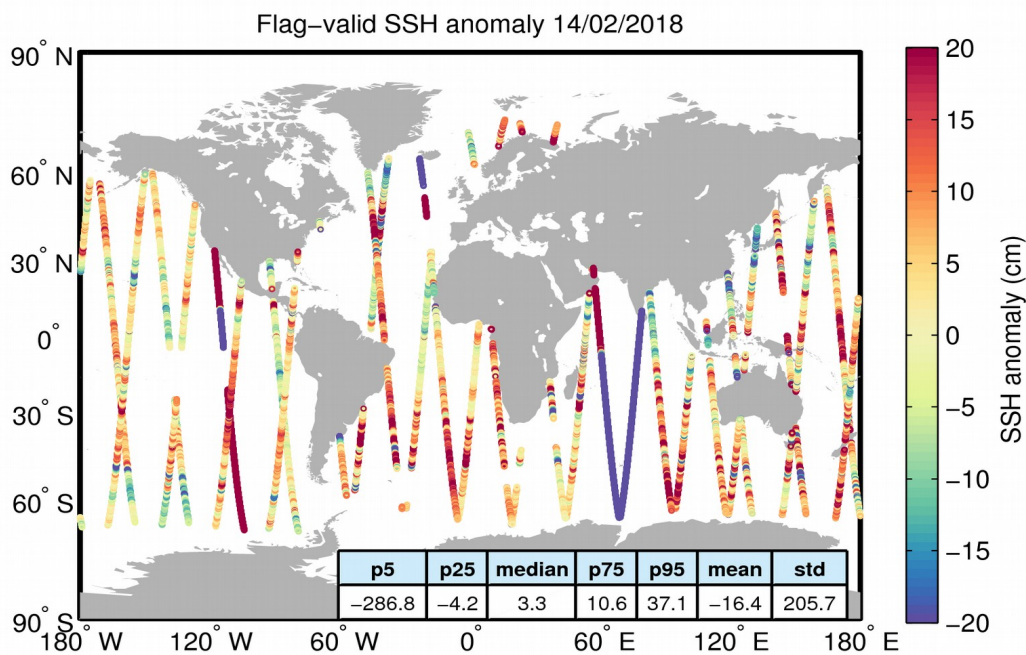 Flag−valid SSH anomaly 14/02/2018
90° N
60° N
30° N
0°
30° S
60° S
90° S
180° W
120° W
60° W
0°
60° E
120° E
180° E
p5 p25 median p75 p95 mean std
−286.8 −4.2 3.3 10.6 37.1 −16.4 205.7
20
15
10
5
0
−5
−10
−15
−20
SSH anomaly (cm)